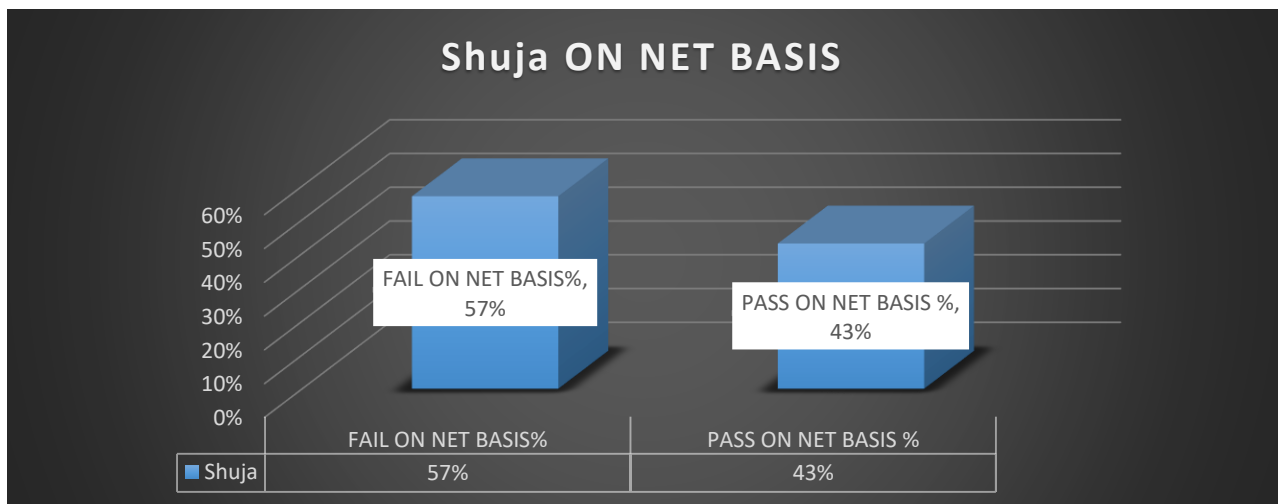 Shuja ON NET BASIS
60%
50%
40%
30%
20%
10%
0%
FAIL ON NET BASIS%,
57%
PASS ON NET BASIS %,
43%
FAIL ON NET BASIS% PASS ON NET BASIS %
Shuja 57% 43%